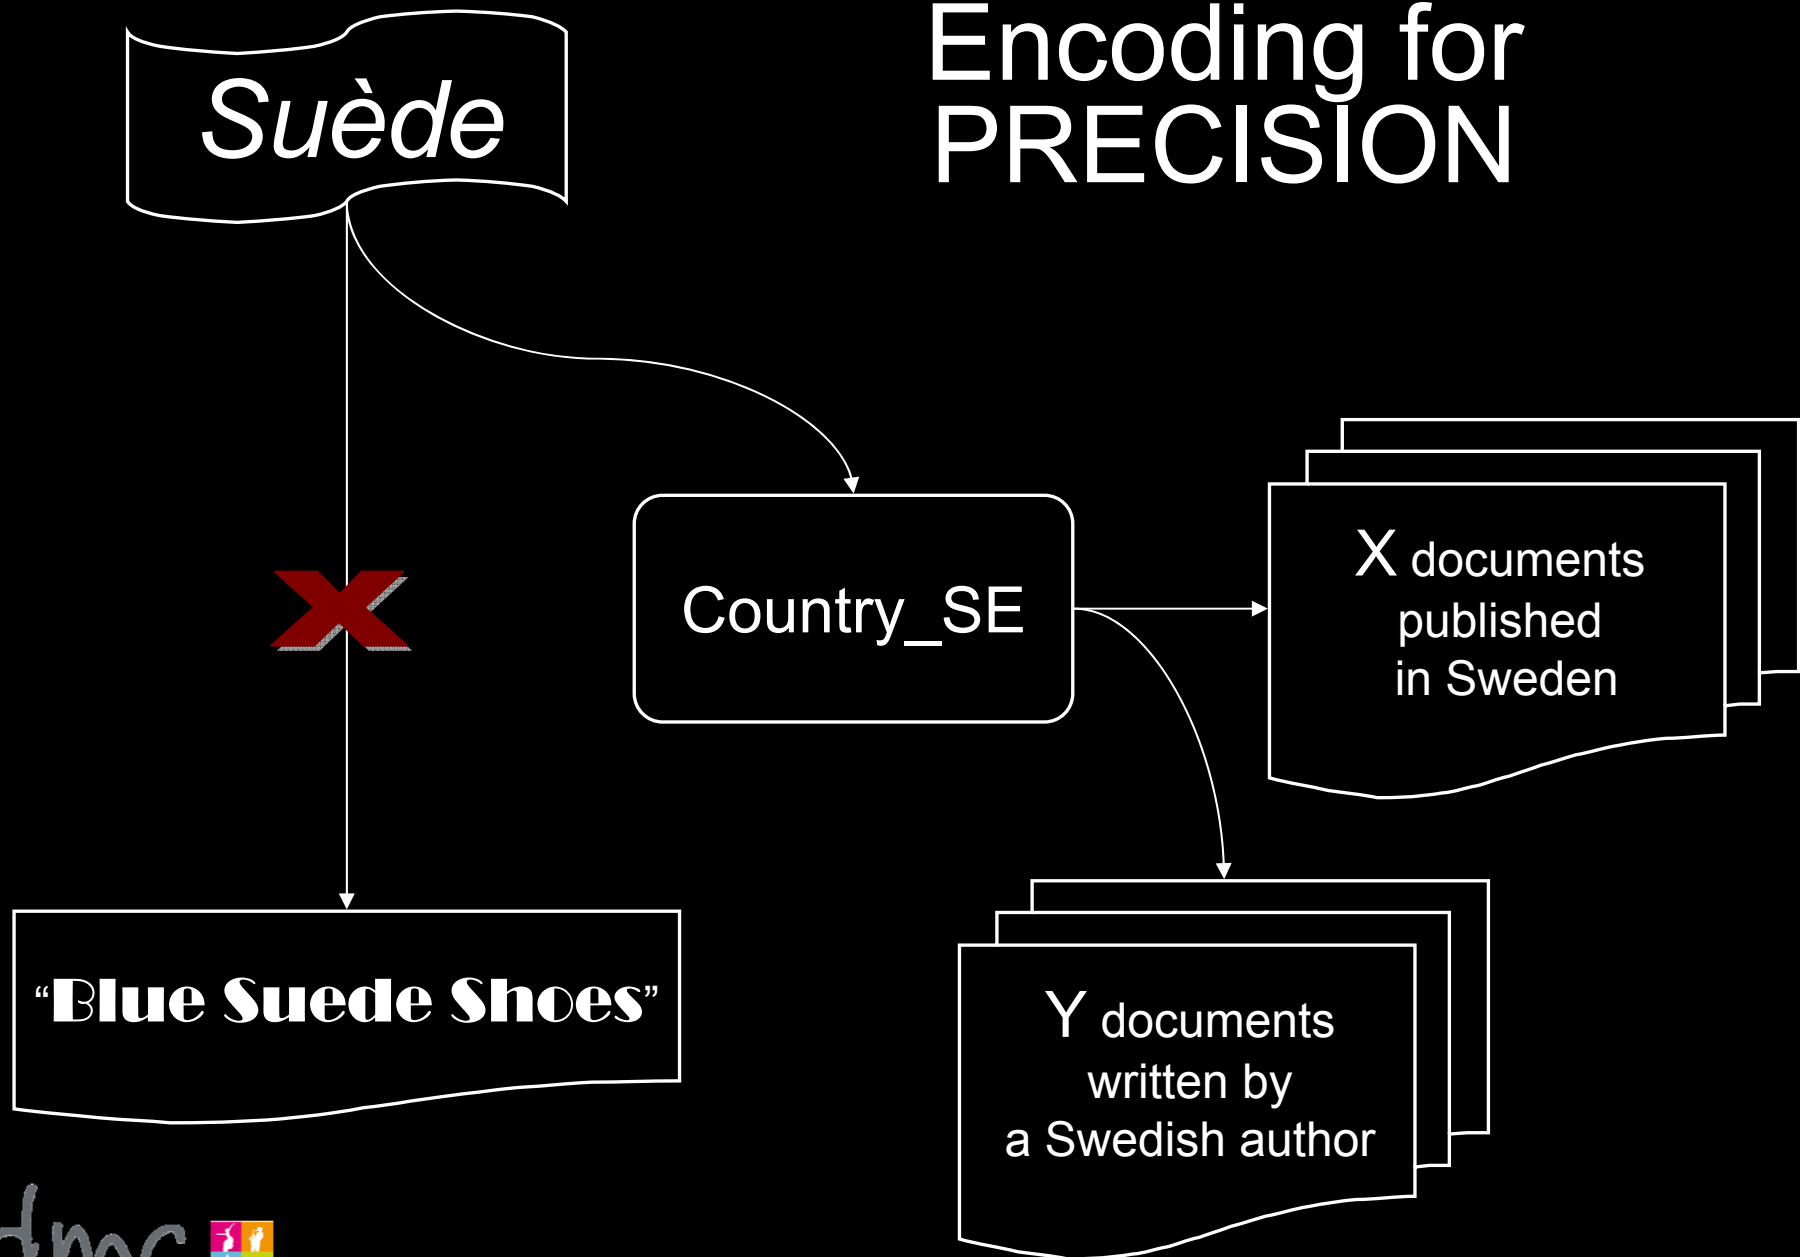 Suède
Encoding for
PRECISION
Country_SE
X documents
published
in Sweden
“Blue Suede Shoes”
Y documents
written by
a Swedish author